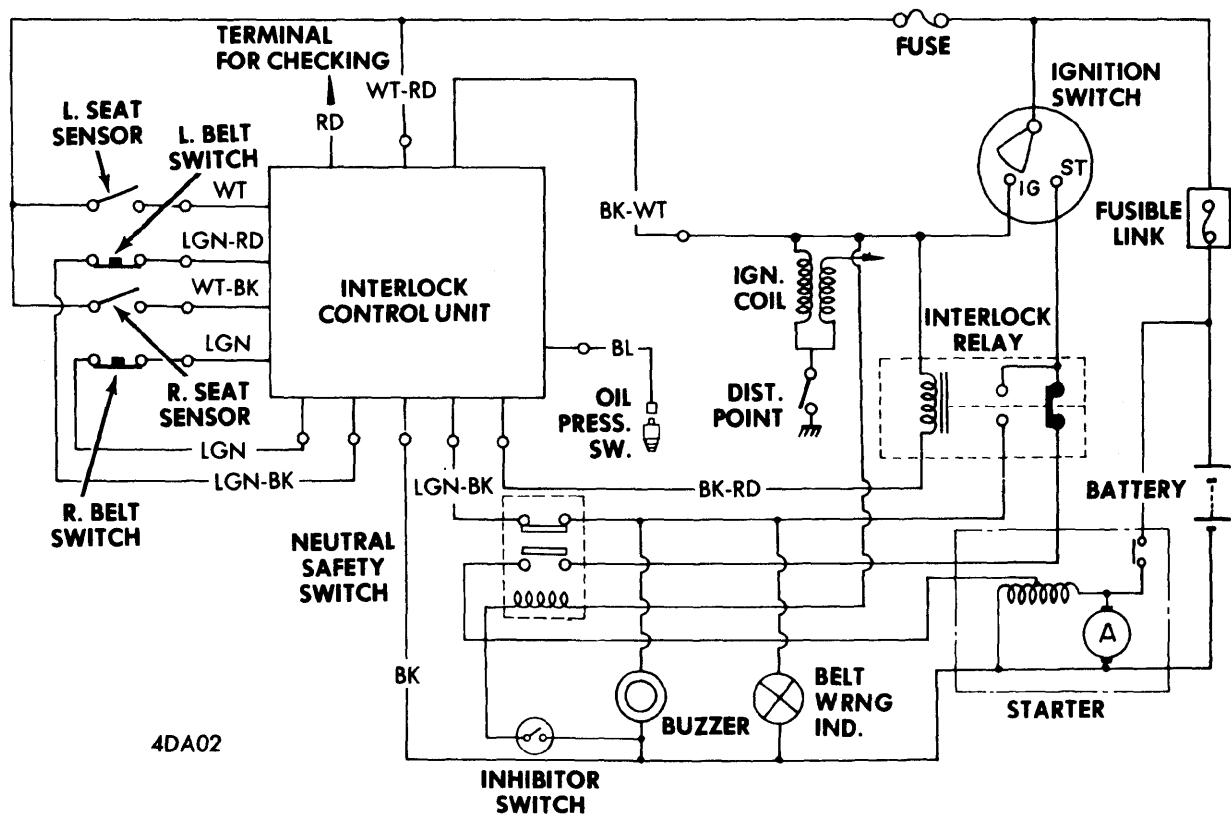 TERMINAL
FOR CHECKING
FUSE
IGNITION
SWITCH
WT-RD
RD
L. SEAT
SENSOR
L. BELT
SWITCH
WT
IG
ST
BK-WT
FUSIBLE
LINK
LGN-RD
IGN.
COIL
WT-BK
INTERLOCK
CONTROL UNIT
INTERLOCK
RELAY
LGN
BL
R. SEAT
SENSOR
OIL
PRESS.
SW.
DIST.
POINT
LGN
LGN-BK
LGN-BK
BK-RD
BATTERY
R. BELT
SWITCH
NEUTRAL
SAFETY
SWITCH
A
BK
BUZZER
BELT
WRNG
IND.
STARTER
4DA02
INHIBITOR
SWITCH